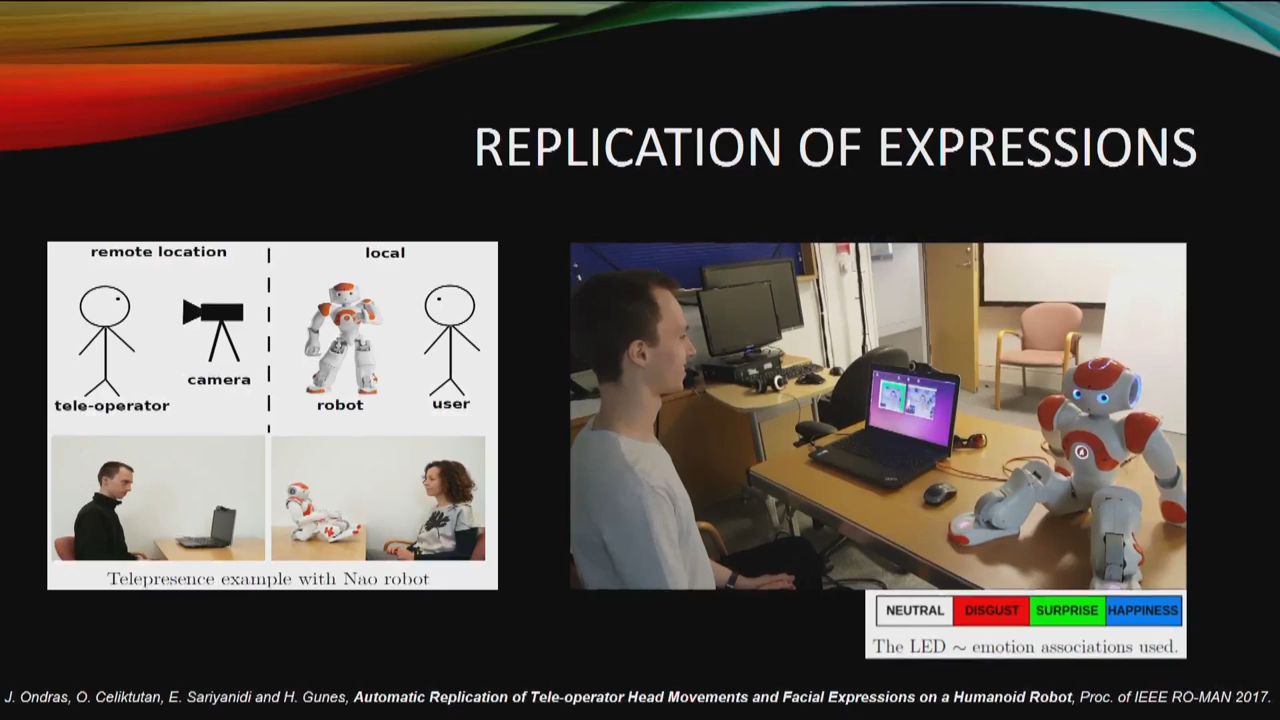 REPLICATION OF EXPRESSIONS
remote location
local
camera
tele-operator
robot
user
Telepresence example with Nao robot
NEUTRAL DISGUST SURPRISE HAPPINESS
The LED ~ emotion associations used.
J. Ondras, O. Celiktutan, E. Sariyanidi and H. Gunes, Automatic Replication of Tele-operator Head Movements and Facial Expressions on a Humanoid Robot, Proc. of IEEE RO-MAN 2017.